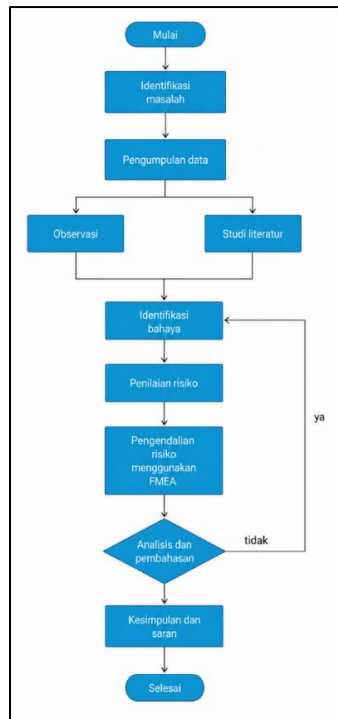 Mulai
Identifikasi
masalah
Pengumpulan data
Observasi
Studi literatur
Identifikasi
bahaya
Penilaian risiko
ya
Pengendalian
risiko
menggunakan
FMEA
Analisis dan
pembahasan
tidak
Kesimpulan dan
saran
Selesai